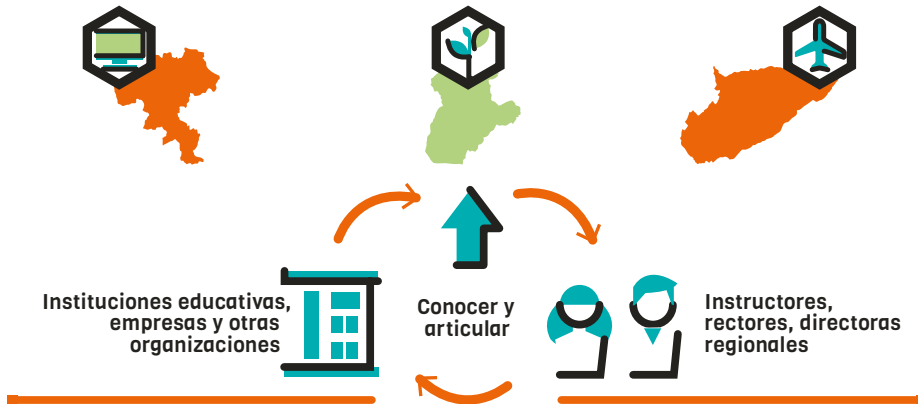 Instituciones educativas,
empresas y otras
organizaciones
Conocer y
articular
Instructores,
rectores, directoras
regionales